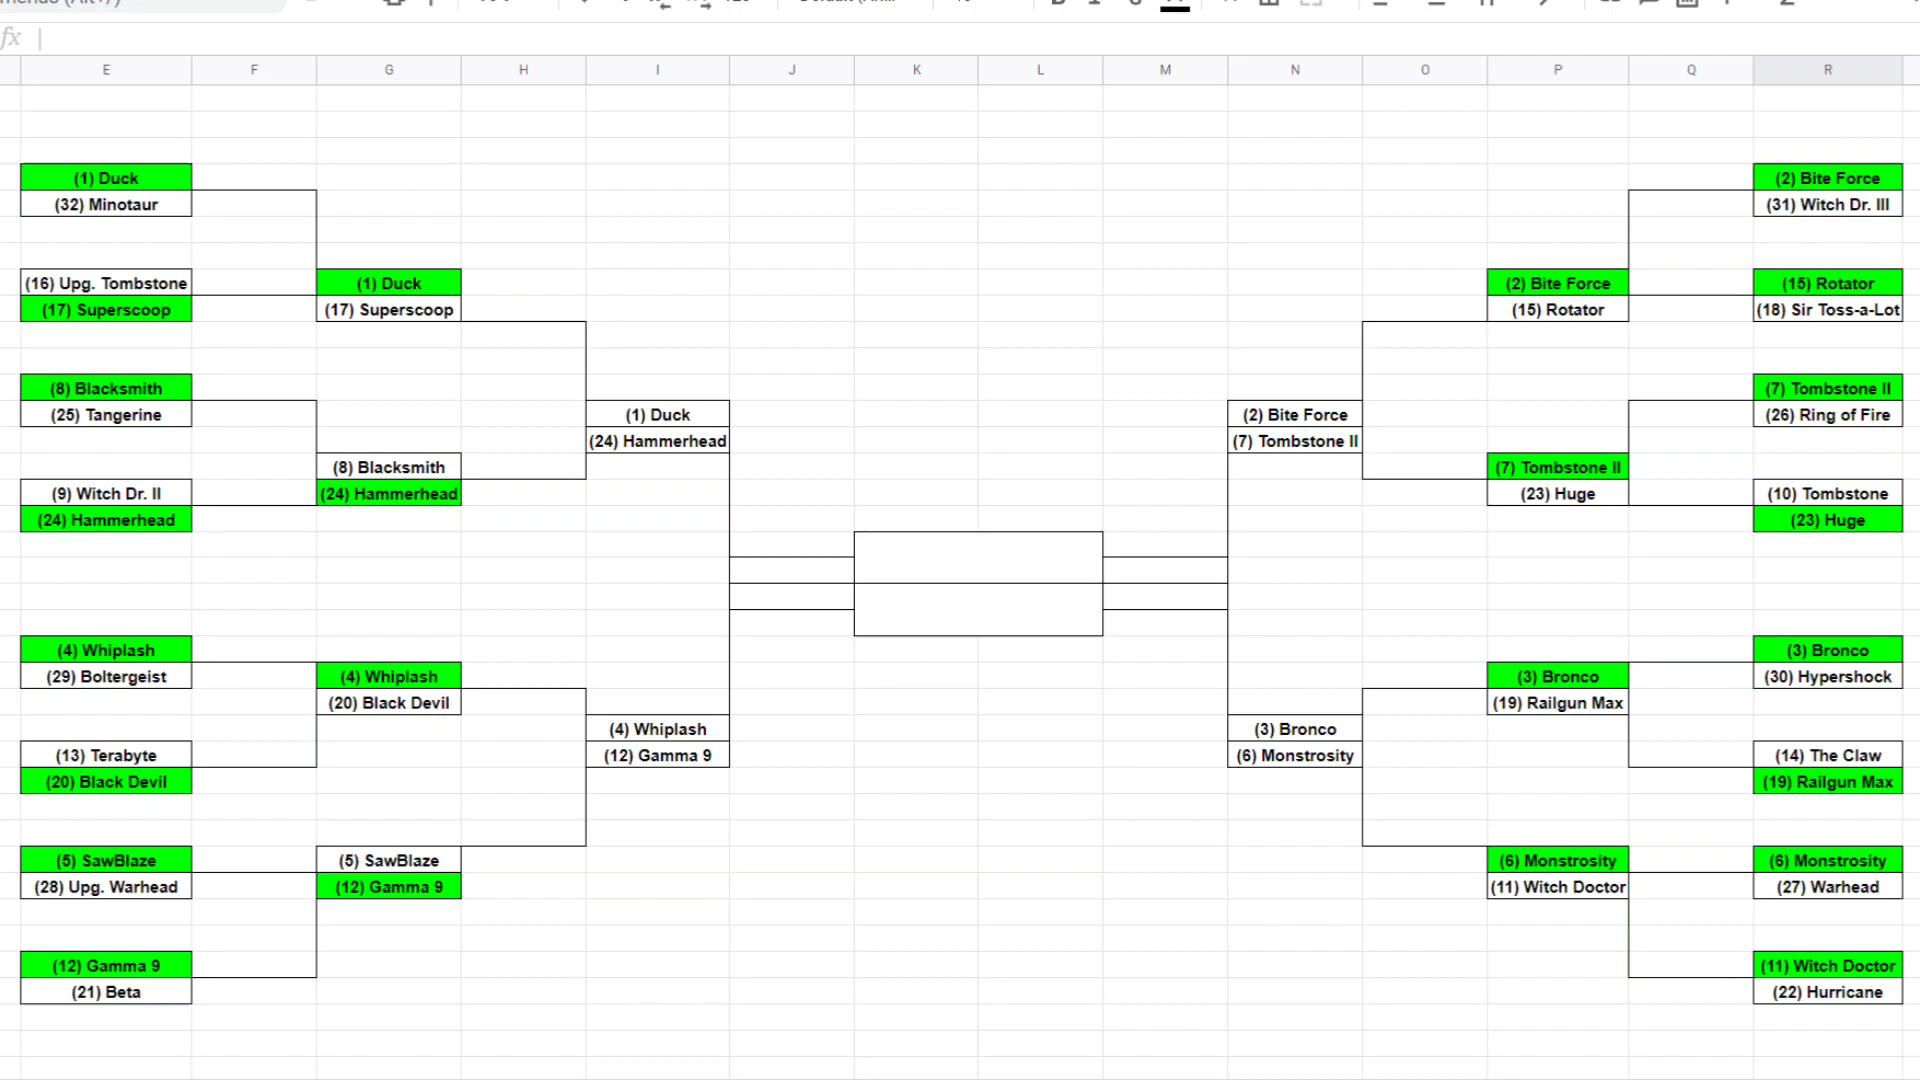 fx
E F G H I J K L M N O P Q R
(1) Duck
(32) Minotaur
(16) Upg. Tombstone
(17) Superscoop
(8) Blacksmith
(25) Tangerine
(9) Witch Dr. II
(24) Hammerhead
(4) Whiplash
(29) Boltergeist
(13) Terabyte
(20) Black Devil
(5) SawBlaze
(28) Upg. Warhead
(12) Gamma 9
(21) Beta
(1) Duck
(17) Superscoop
(8) Blacksmith
(24) Hammerhead
(4) Whiplash
(20) Black Devil
(5) SawBlaze
(12) Gamma 9
(1) Duck
(24) Hammerhead
(4) Whiplash
(12) Gamma 9
(2) Bite Force
(7) Tombstone II
(3) Bronco
(6) Monstrosity
(2) Bite Force
(15) Rotator
(7) Tombstone II
(23) Huge
(3) Bronco
(19) Railgun Max
(6) Monstrosity
(11) Witch Doctor
(2) Bite Force
(31) Witch Dr. III
(15) Rotator
(18) Sir Toss-a-Lot
(7) Tombstone II
(26) Ring of Fire
(10) Tombstone
(23) Huge
(3) Bronco
(30) Hypershock
(14) The Claw
(19) Railgun Max
(6) Monstrosity
(27) Warhead
(11) Witch Doctor
(22) Hurricane